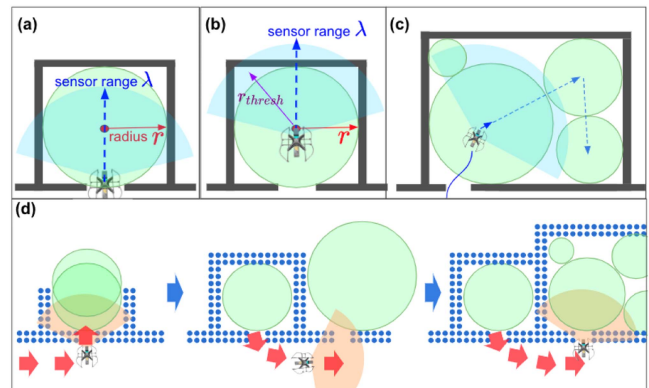 (a)
sensor range λ
radius r
(b)
sensor range λ
r_thresh
r
(c)
(d)